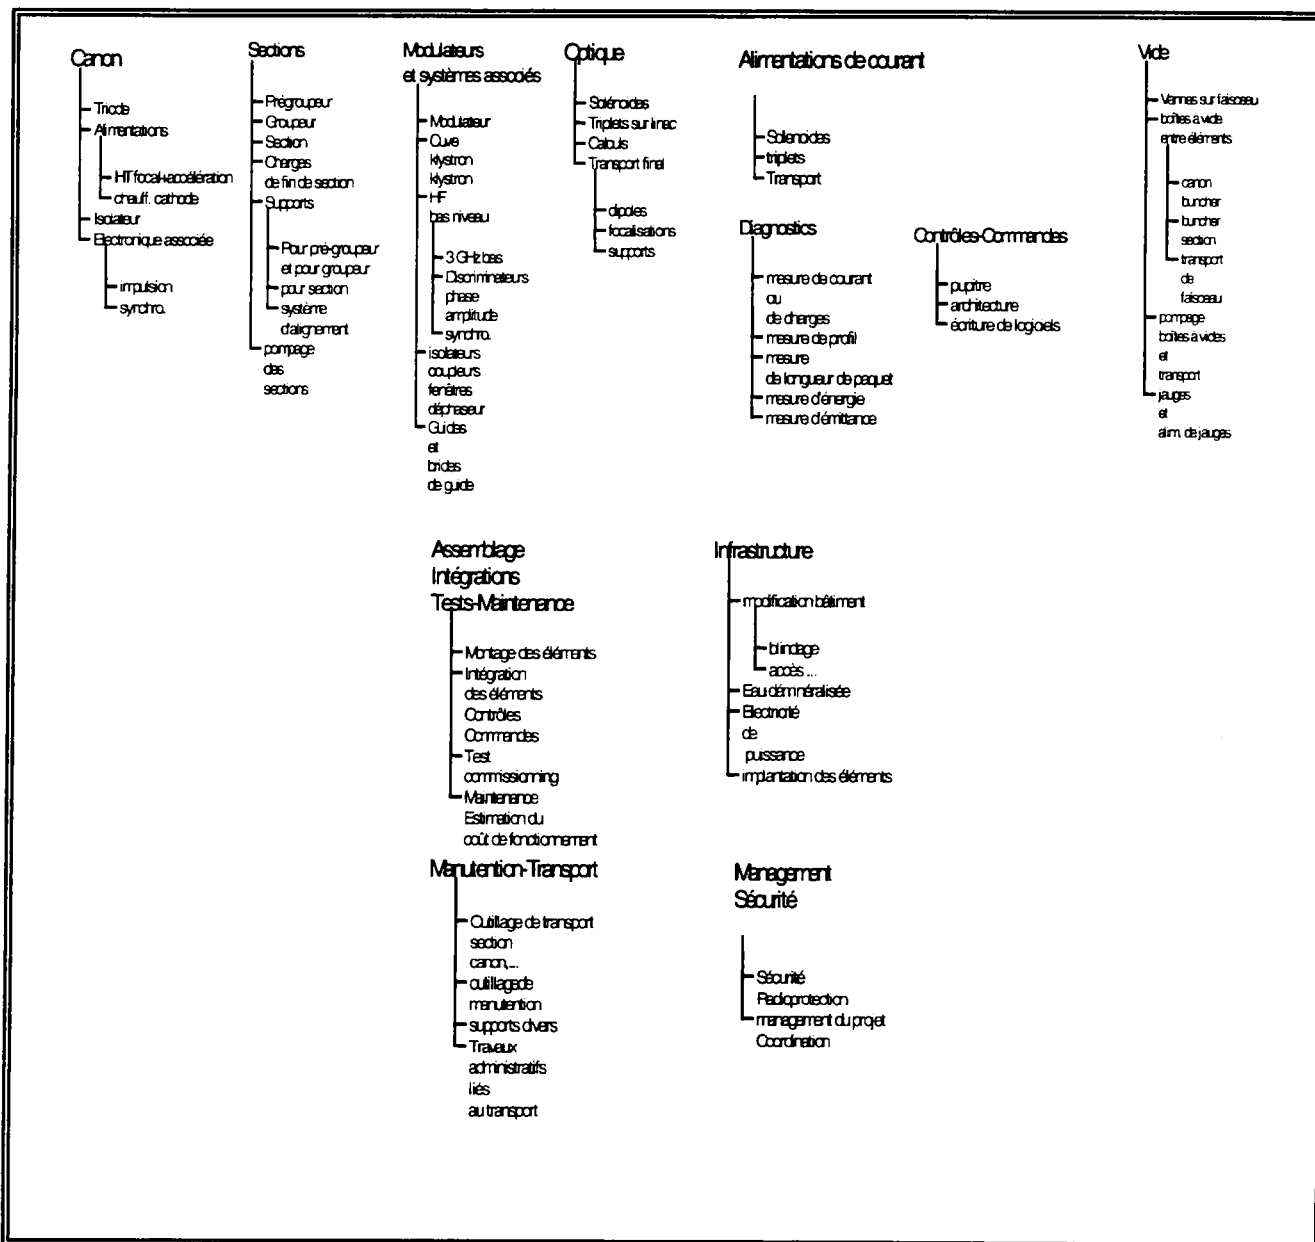 Canon
Triode
Alimentations
HT focal+accélération
chauff. cathode
Isolateur
Electronique associée
impulsion
synchro.
Sections
Prégroupeur
Groupeur
Section
Charges
de fin de section
Supports
Pour pré-groupeur
et pour groupeur
pour section
système
d'alignement
pompage
des
sections
Modulateurs
et systèmes associés
Modulateur
Cuve
klystron
klystron
HF
bas niveau
3 GHz bas
Discriminateurs
phase
amplitude
synchro.
isolateurs
coupleurs
fenêtres
déphaseur
Guides
et
brides
de guide
Optique
Solénoides
Triplets sur linac
Calculs
Transport final
dipoles
focalisations
supports
Alimentations de courant
Sollenoides
triplets
Transport
Diagnostics
mesure de courant
ou
de charges
mesure de profil
mesure
de longueur de paquet
mesure d'énergie
mesure d'émittance
Contrôles-Commandes
pupitre
architecture
écriture de logiciels
Vide
Vannes sur faisceau
boîtes à vide
entre éléments
canon
buncher
buncher
section
transport
de
faisceau
pompage
boîtes à vides
et
transport
jauges
et
alim. de jauges
Assemblage
Intégrations
Tests-Maintenance
Montage des éléments
Intégration
des éléments
Contrôles
Commandes
Test
commissionning
Maintenance
Estimation du
coût de fonctionnement
Infrastructure
modification bâtiment
blindage
accès ...
Eau déminéralisée
Electricité
de
puissance
implantation des éléments
Manutention-Transport
Outillage de transport
section
canon,...
outillage de
manutention
supports divers
Travaux
administratifs
liés
au transport
Management
Sécurité
Sécurité
Radioprotection
management du projet
Coordination